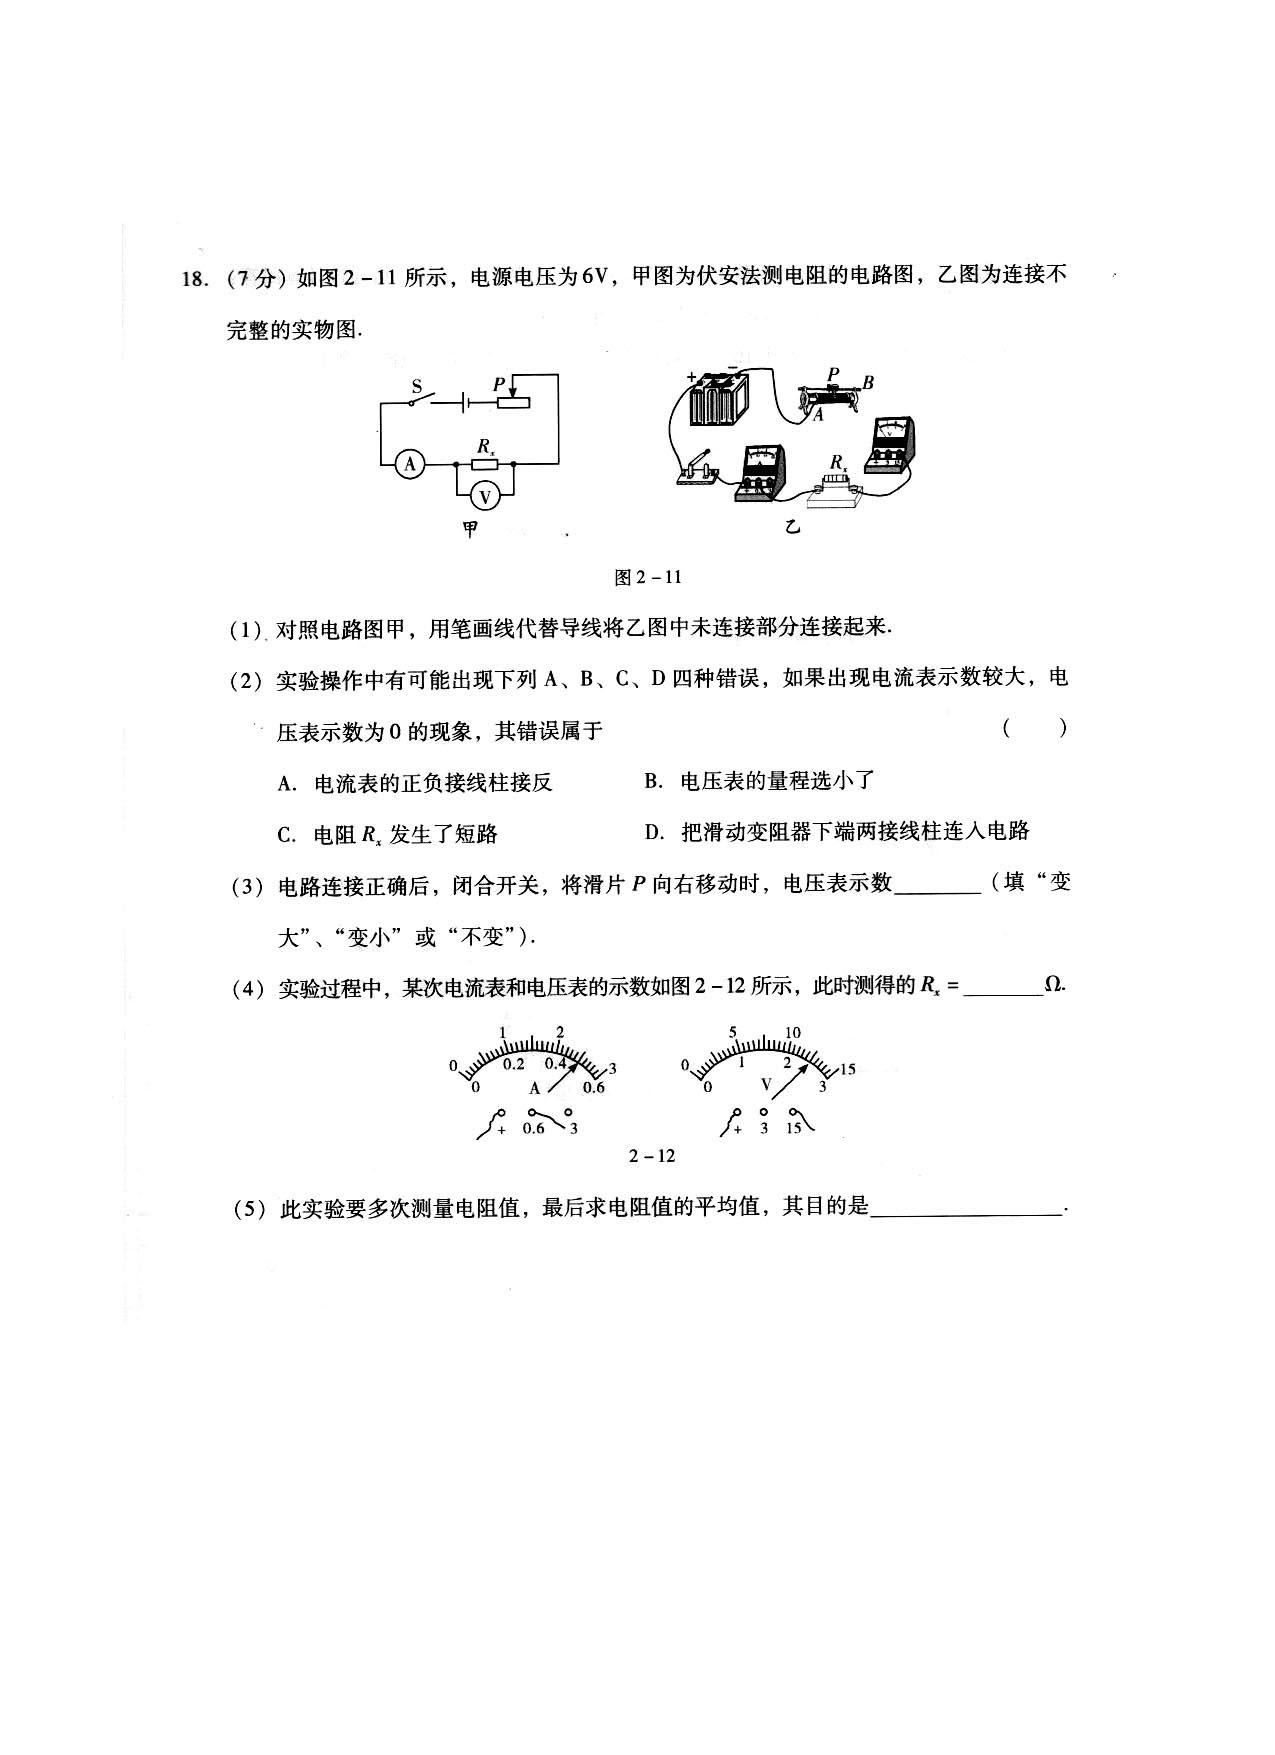 18. (7分) 如图2-11 所示，电源电压为6V，甲图为伏安法测电阻的电路图，乙图为连接不
完整的实物图.
S P
Rx
A
V
甲
+ − P B
A
Rx
乙
图2-11
(1) 对照电路图甲，用笔画线代替导线将乙图中未连接部分连接起来.
(2) 实验操作中有可能出现下列 A、B、C、D 四种错误，如果出现电流表示数较大，电
压表示数为0 的现象，其错误属于 ( )
A. 电流表的正负接线柱接反 B. 电压表的量程选小了
C. 电阻 Rx 发生了短路 D. 把滑动变阻器下端两接线柱连入电路
(3) 电路连接正确后，闭合开关，将滑片 P 向右移动时，电压表示数________ (填“变
大”、“变小”或“不变”).
(4) 实验过程中，某次电流表和电压表的示数如图2-12 所示，此时测得的 Rx = _______Ω.
1 2 5 10
0 0.2 0.4 3 0 1 2 15
0 A 0.6 0 V 3
+ 0.6 3 + 3 15
2-12
(5) 此实验要多次测量电阻值，最后求电阻值的平均值，其目的是_________________.